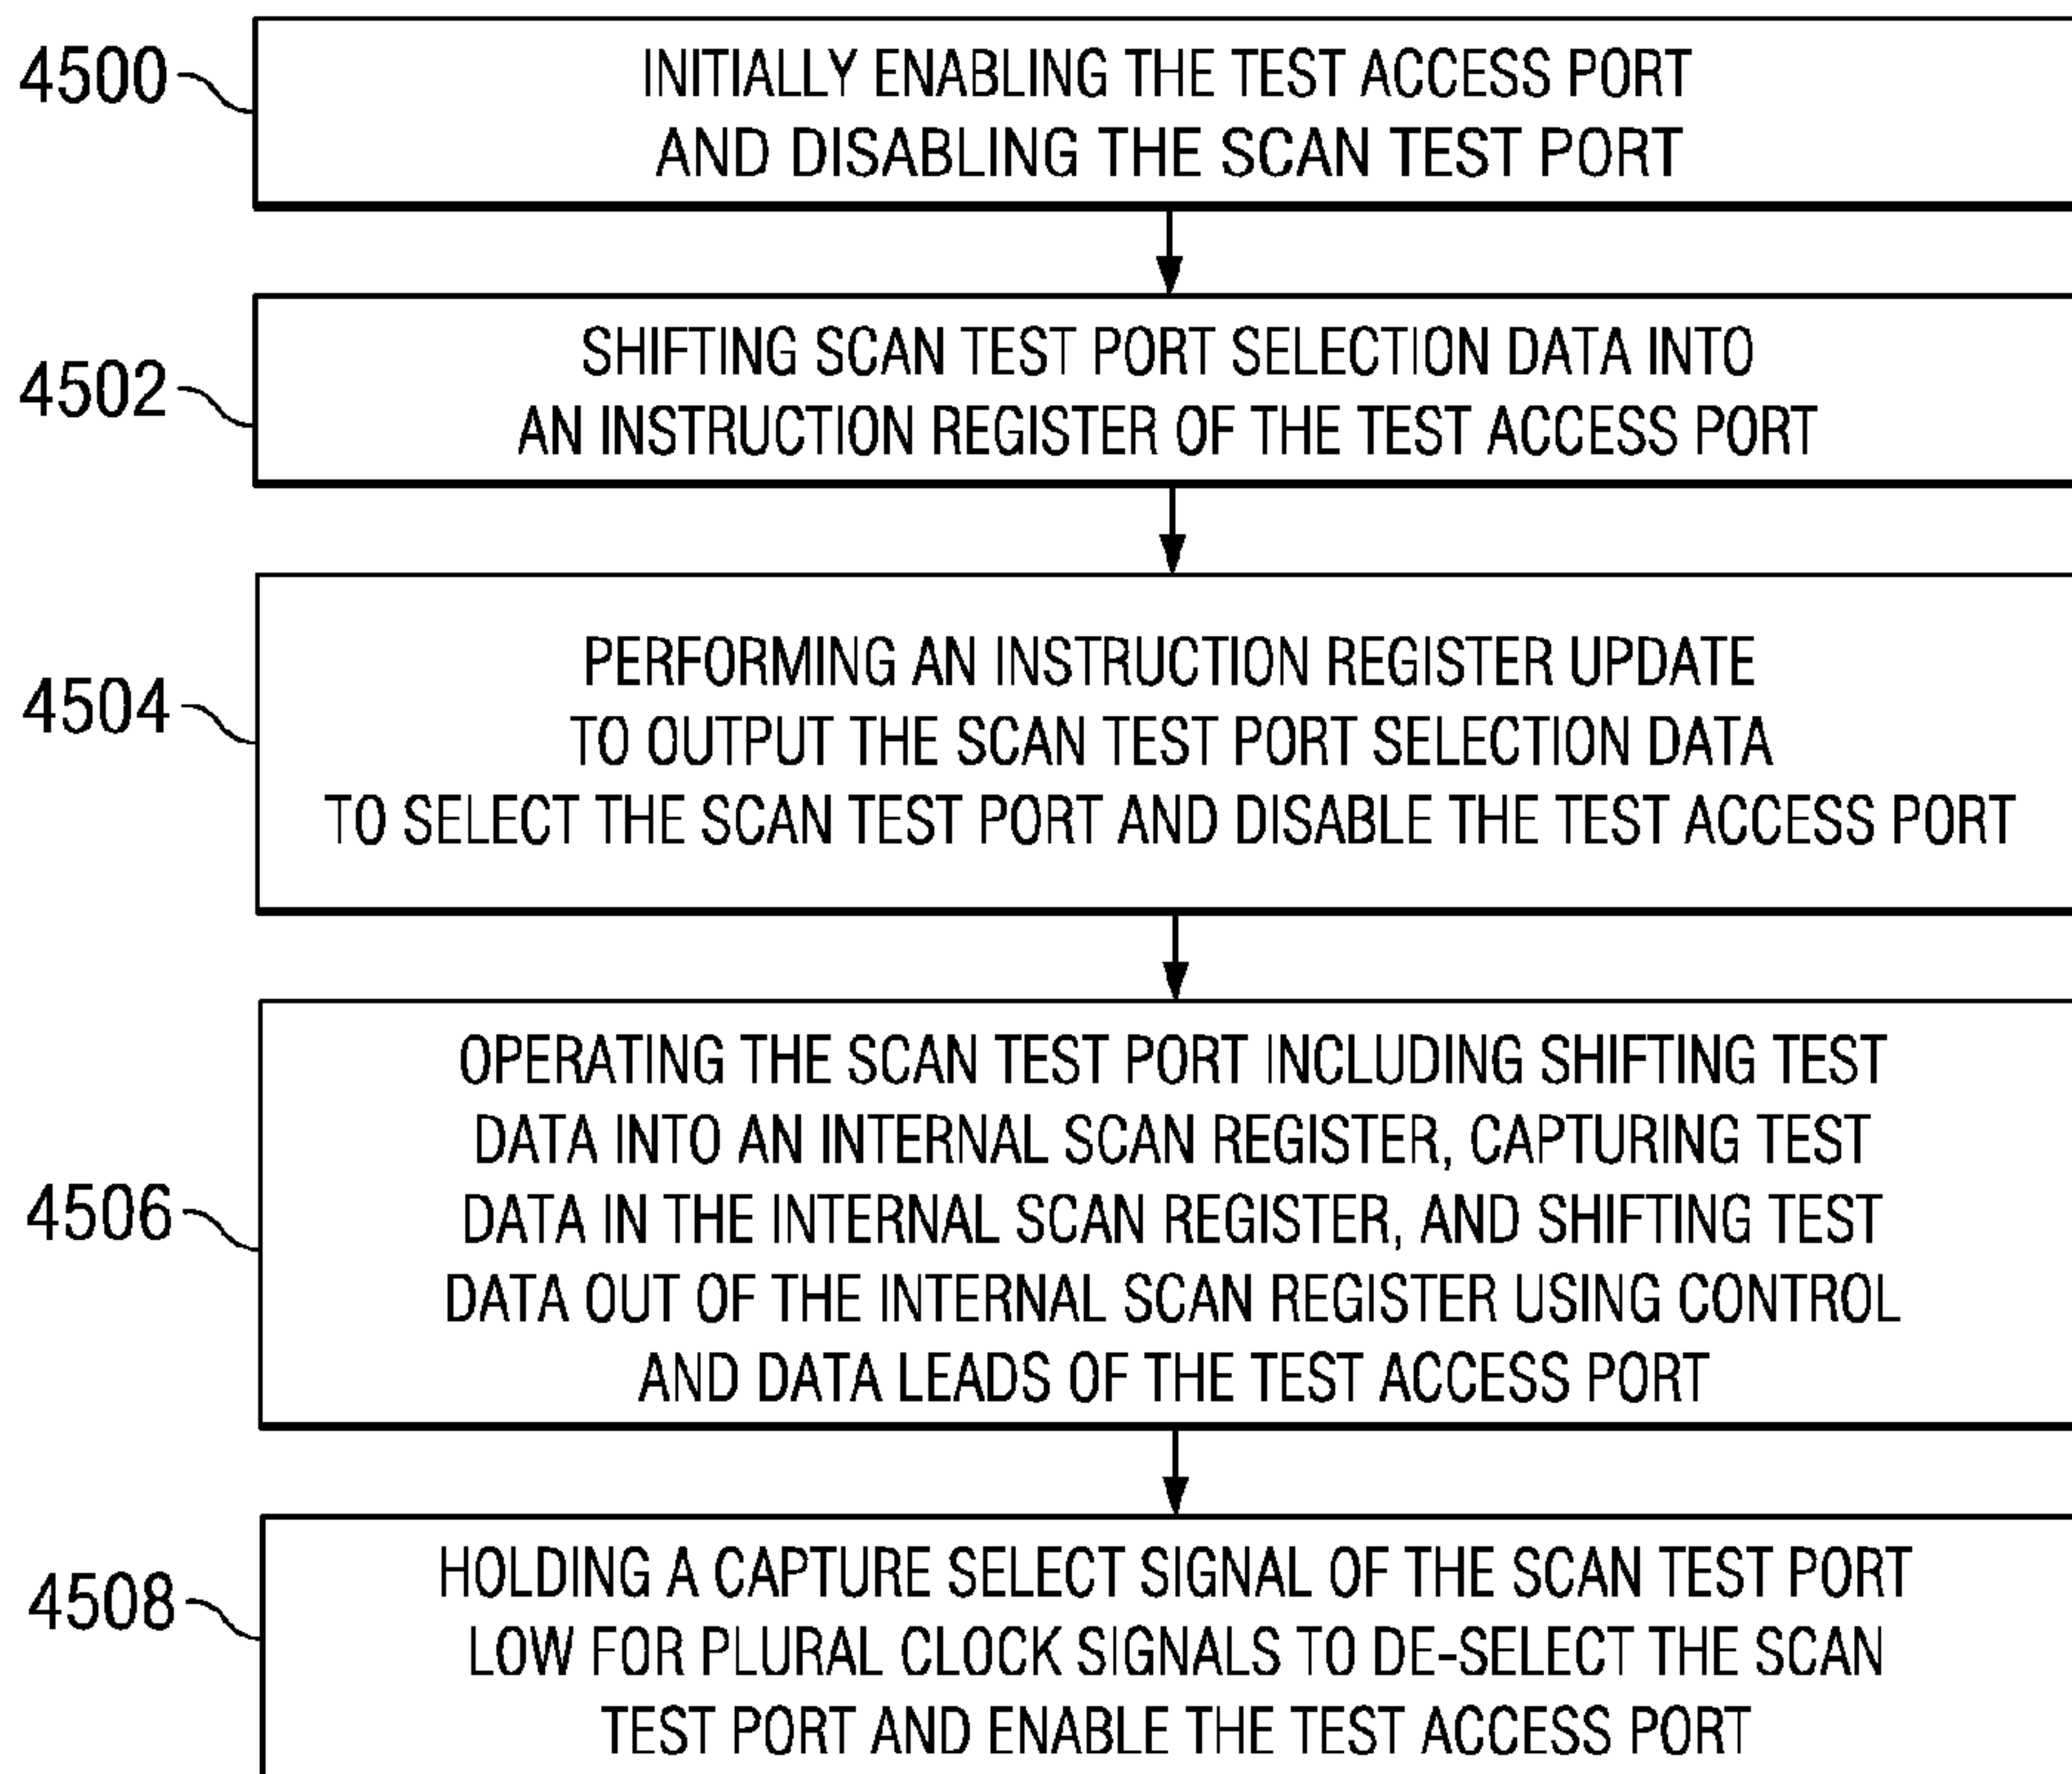 4500
INITIALLY ENABLING THE TEST ACCESS PORT
AND DISABLING THE SCAN TEST PORT
4502
SHIFTING SCAN TEST PORT SELECTION DATA INTO
AN INSTRUCTION REGISTER OF THE TEST ACCESS PORT
4504
PERFORMING AN INSTRUCTION REGISTER UPDATE
TO OUTPUT THE SCAN TEST PORT SELECTION DATA
TO SELECT THE SCAN TEST PORT AND DISABLE THE TEST ACCESS PORT
4506
OPERATING THE SCAN TEST PORT INCLUDING SHIFTING TEST
DATA INTO AN INTERNAL SCAN REGISTER, CAPTURING TEST
DATA IN THE INTERNAL SCAN REGISTER, AND SHIFTING TEST
DATA OUT OF THE INTERNAL SCAN REGISTER USING CONTROL
AND DATA LEADS OF THE TEST ACCESS PORT
4508
HOLDING A CAPTURE SELECT SIGNAL OF THE SCAN TEST PORT
LOW FOR PLURAL CLOCK SIGNALS TO DE-SELECT THE SCAN
TEST PORT AND ENABLE THE TEST ACCESS PORT